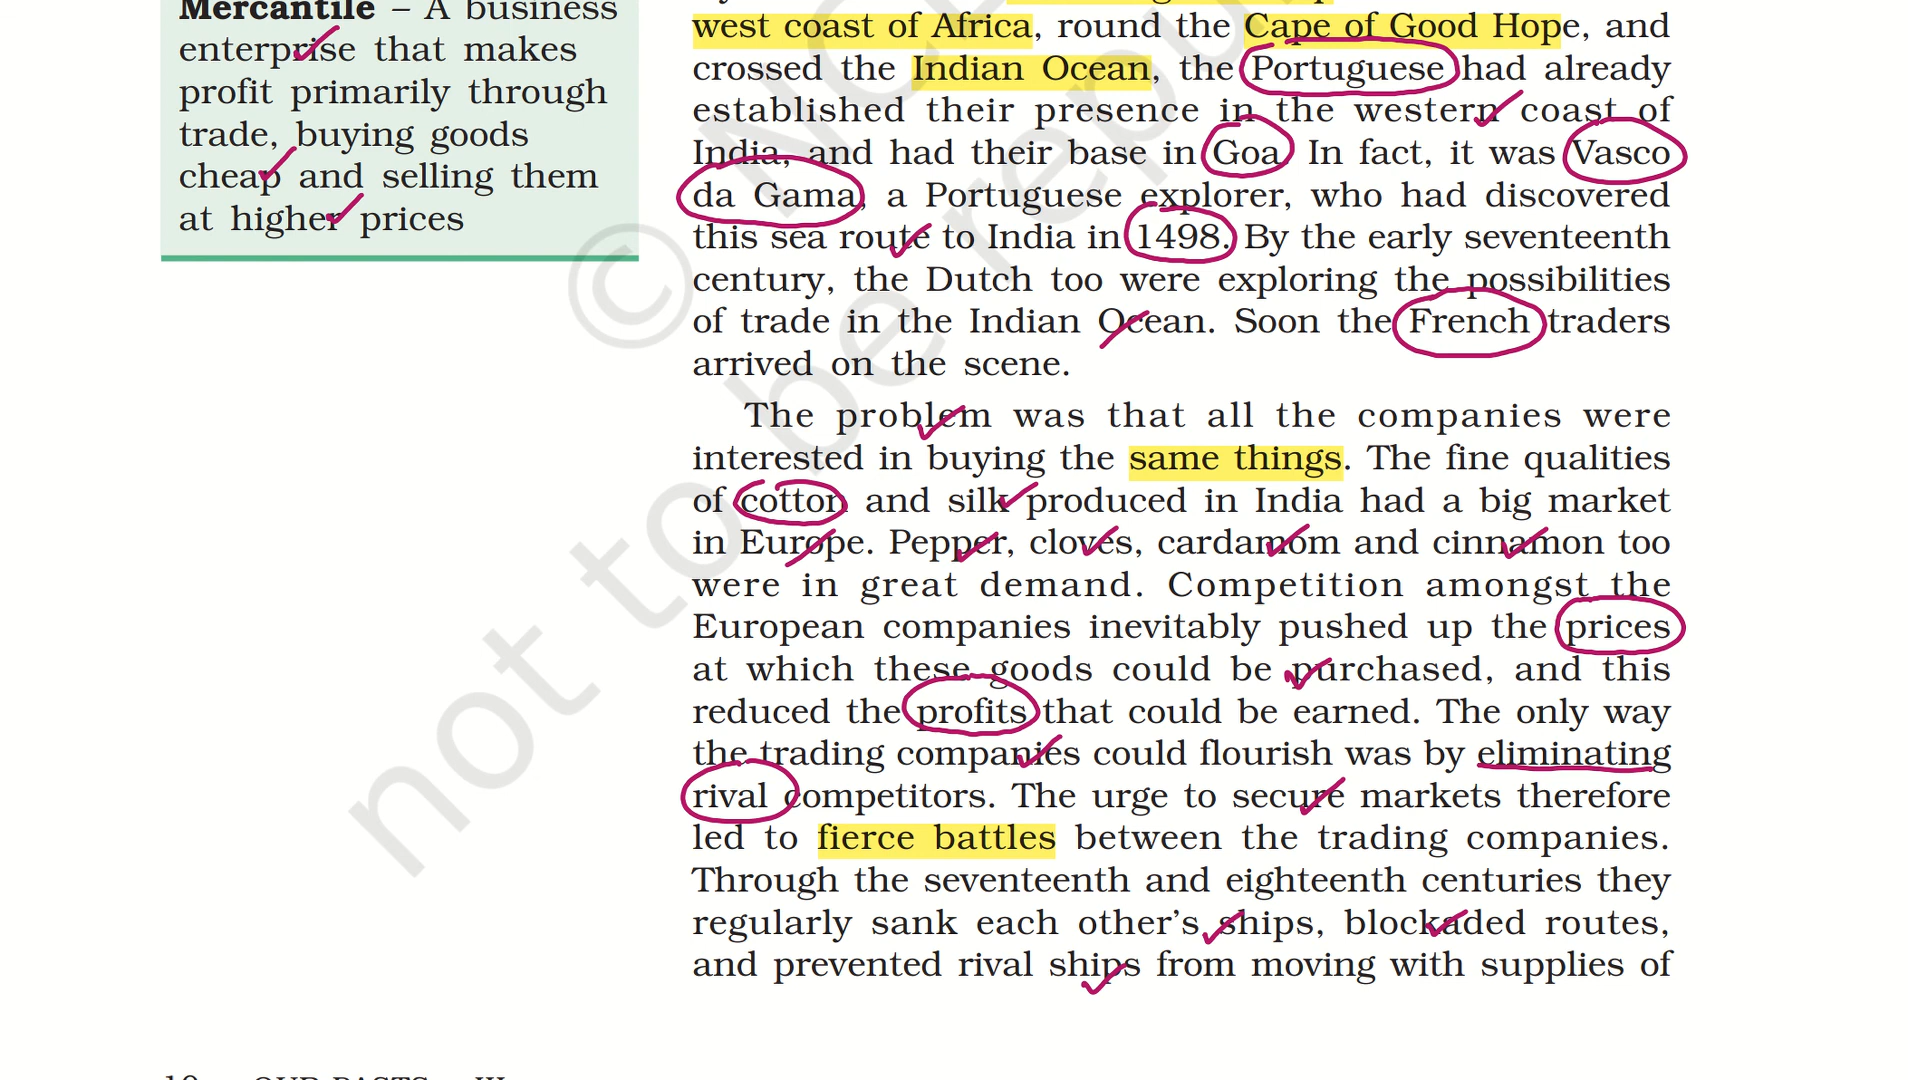 Mercantile – A business
enterprise that makes
profit primarily through
trade, buying goods
cheap and selling them
at higher prices
west coast of Africa, round the Cape of Good Hope, and
crossed the Indian Ocean, the Portuguese had already
established their presence in the western coast of
India, and had their base in Goa. In fact, it was Vasco
da Gama, a Portuguese explorer, who had discovered
this sea route to India in 1498. By the early seventeenth
century, the Dutch too were exploring the possibilities
of trade in the Indian Ocean. Soon the French traders
arrived on the scene.
The problem was that all the companies were
interested in buying the same things. The fine qualities
of cotton and silk produced in India had a big market
in Europe. Pepper, cloves, cardamom and cinnamon too
were in great demand. Competition amongst the
European companies inevitably pushed up the prices
at which these goods could be purchased, and this
reduced the profits that could be earned. The only way
the trading companies could flourish was by eliminating
rival competitors. The urge to secure markets therefore
led to fierce battles between the trading companies.
Through the seventeenth and eighteenth centuries they
regularly sank each other's ships, blockaded routes,
and prevented rival ships from moving with supplies of
not to be repu
© NC
10 OUR PASTS – III